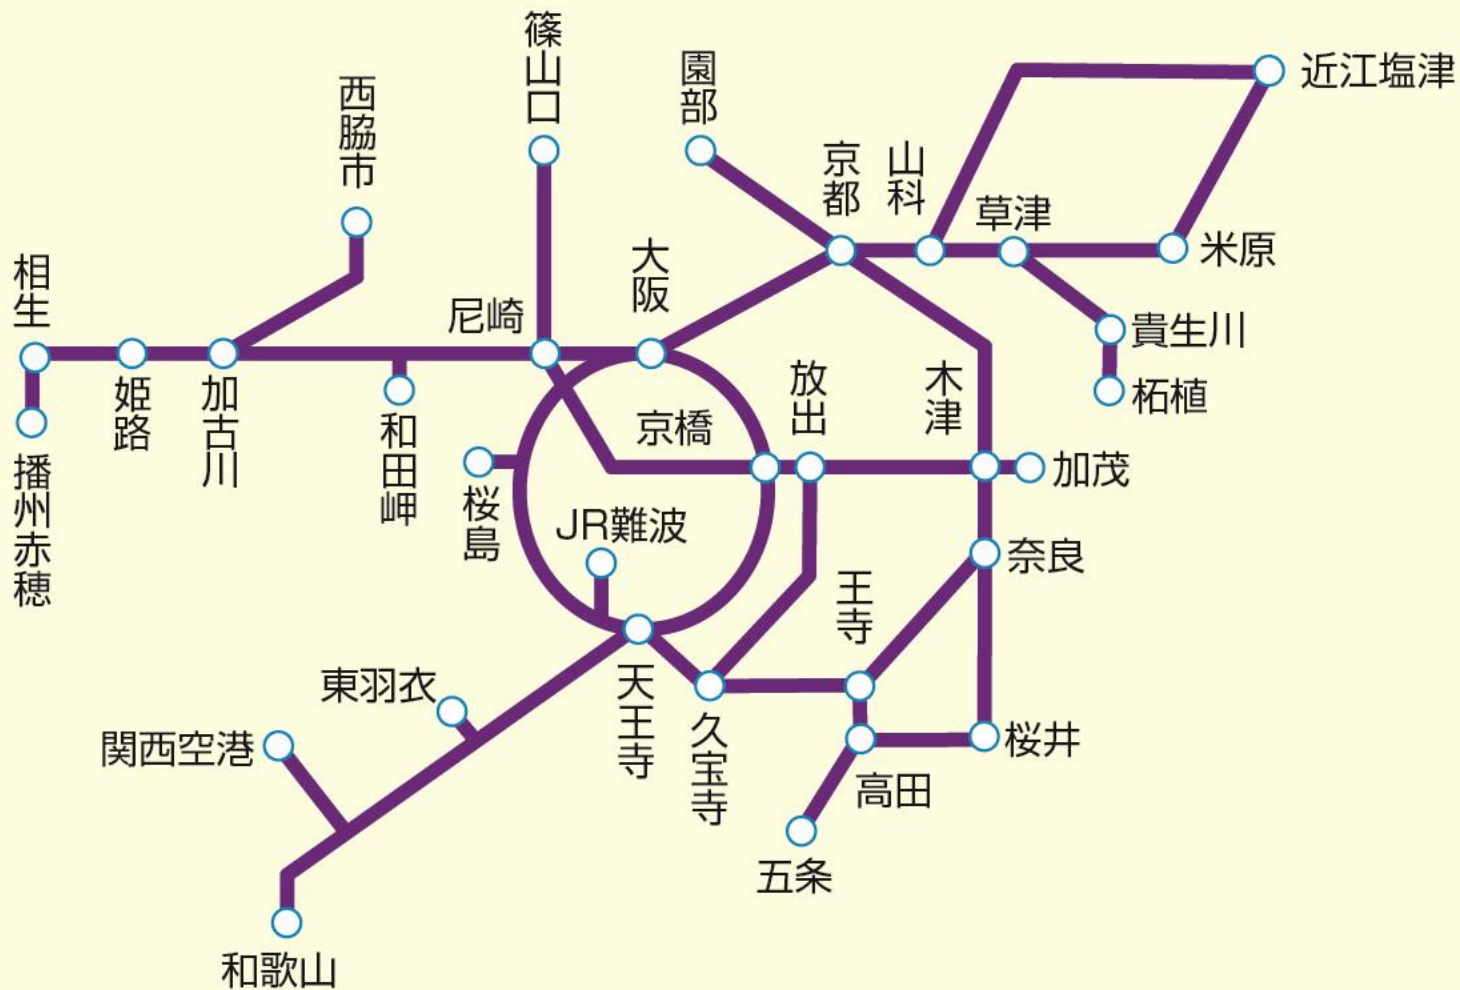 篠山口
園部
近江塩津
西脇市
京都
山科
草津
米原
相生
大阪
尼崎
貴生川
放出
木津
柘植
姫路
加古川
和田岬
京橋
加茂
播州赤穂
桜島
JR難波
奈良
王寺
東羽衣
天王寺
久宝寺
関西空港
桜井
高田
五条
和歌山